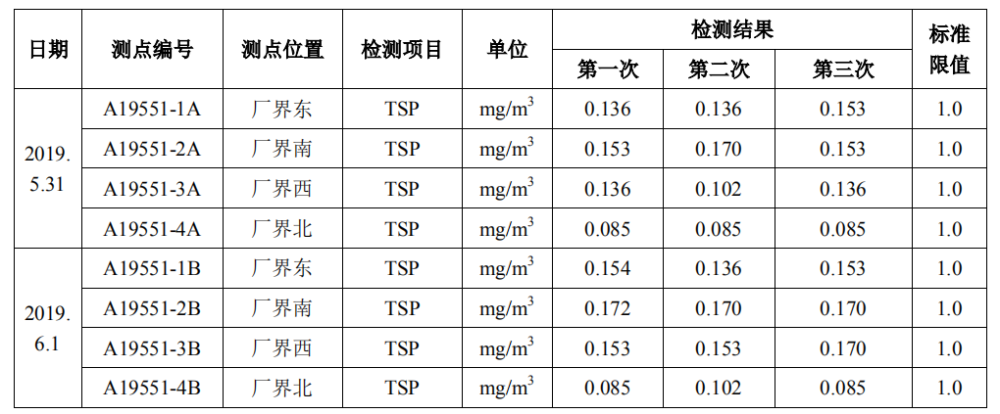 日期 测点编号 测点位置 检测项目 单位 检测结果 标准限值
第一次 第二次 第三次
2019.5.31
A19551-1A 厂界东 TSP mg/m³ 0.136 0.136 0.153 1.0
A19551-2A 厂界南 TSP mg/m³ 0.153 0.170 0.153 1.0
A19551-3A 厂界西 TSP mg/m³ 0.136 0.102 0.136 1.0
A19551-4A 厂界北 TSP mg/m³ 0.085 0.085 0.085 1.0
2019.6.1
A19551-1B 厂界东 TSP mg/m³ 0.154 0.136 0.153 1.0
A19551-2B 厂界南 TSP mg/m³ 0.172 0.170 0.170 1.0
A19551-3B 厂界西 TSP mg/m³ 0.153 0.153 0.170 1.0
A19551-4B 厂界北 TSP mg/m³ 0.085 0.102 0.085 1.0